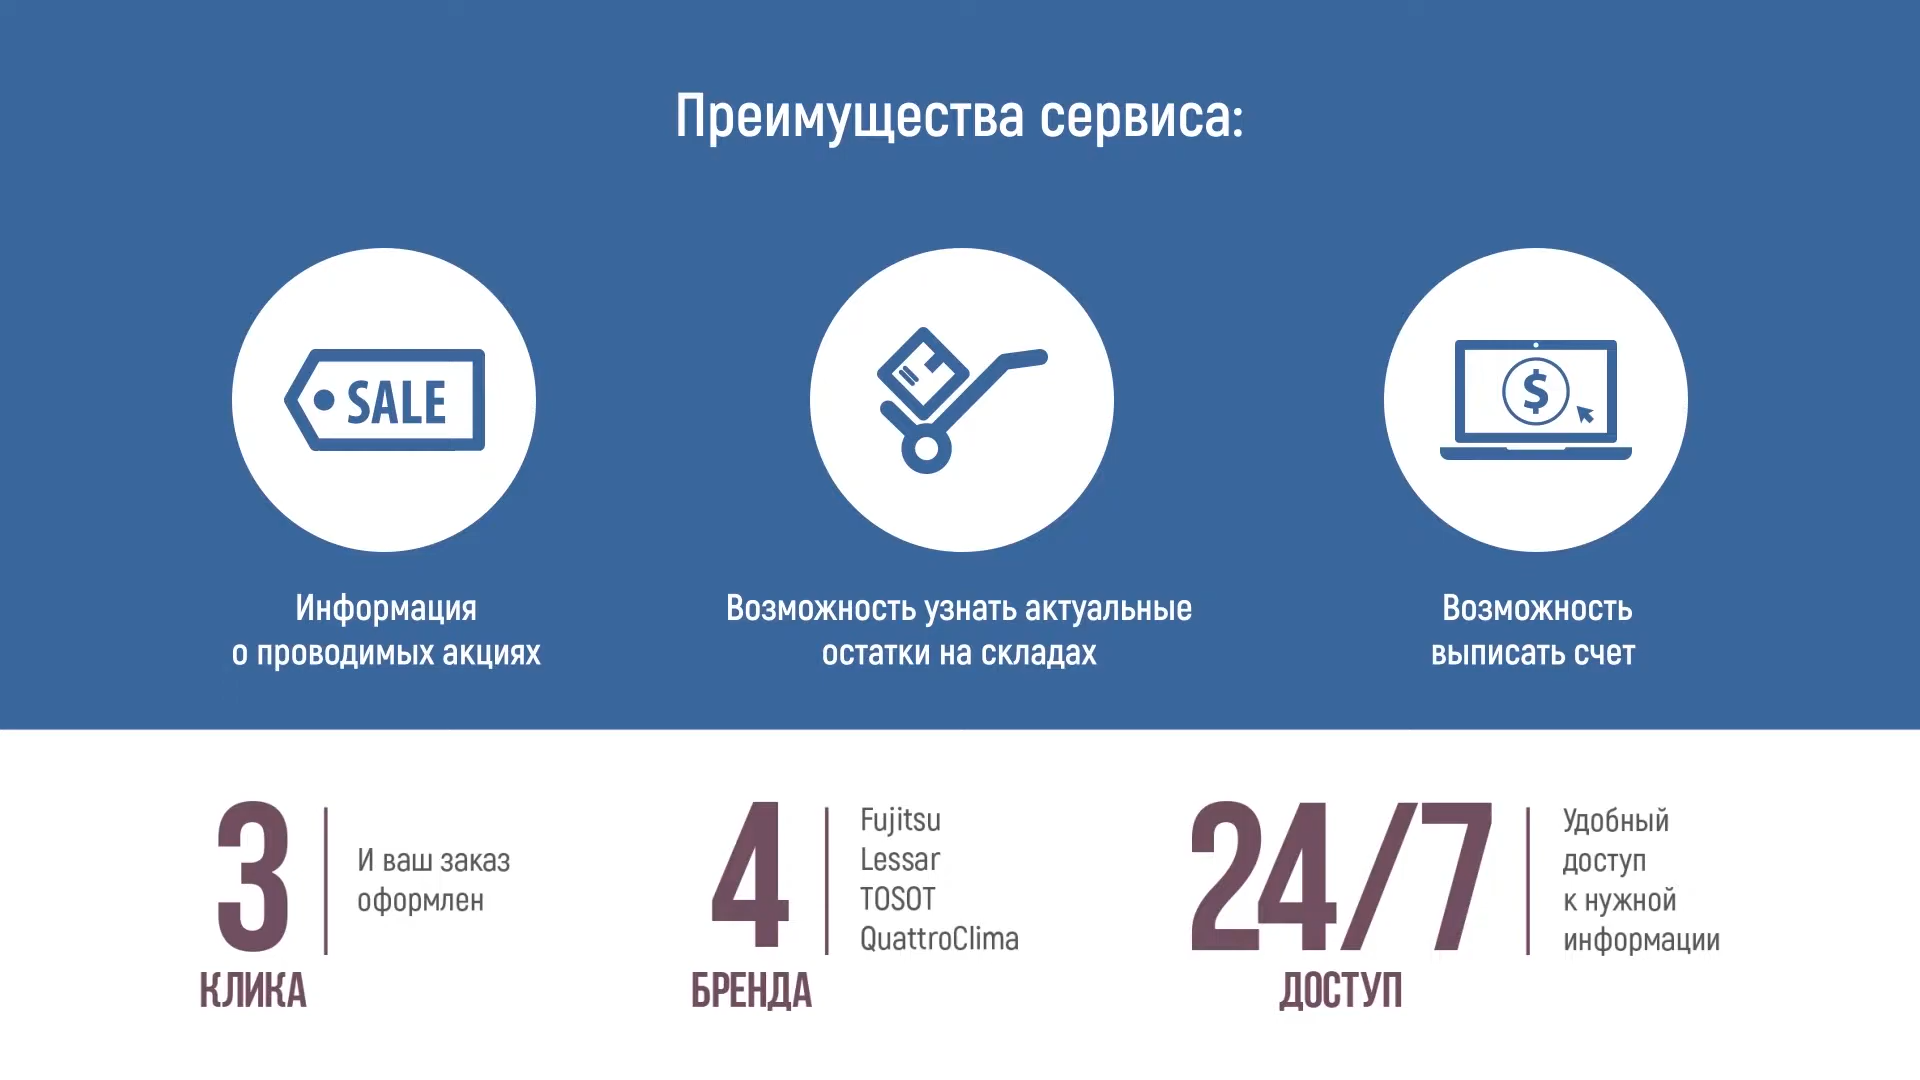 Преимущества сервиса:
SALE
$
Информация
о проводимых акциях
Возможность узнать актуальные
остатки на складах
Возможность
выписать счет
3
КЛИКА
И ваш заказ
оформлен
4
БРЕНДА
Fujitsu
Lessar
TOSOT
QuattroClima
24/7
ДОСТУП
Удобный
доступ
к нужной
информации